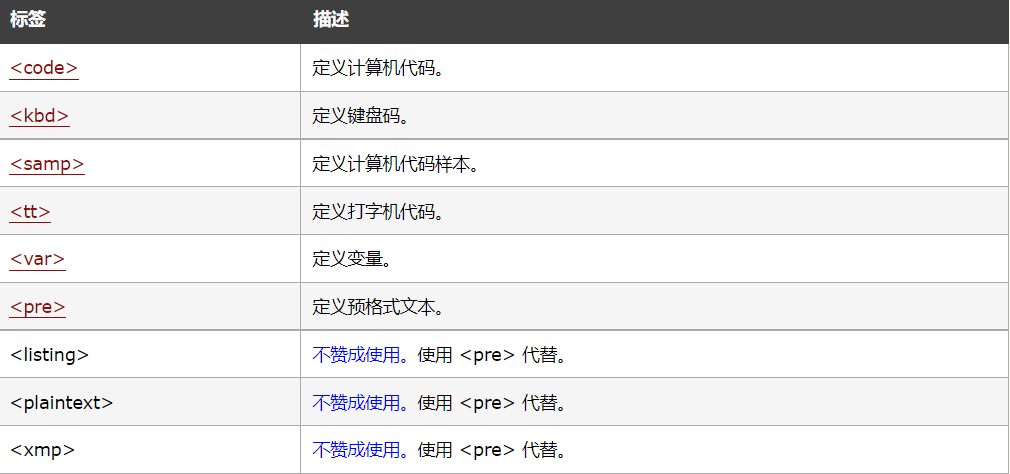 标签 描述
<code> 定义计算机代码。
<kbd> 定义键盘码。
<samp> 定义计算机代码样本。
<tt> 定义打字机代码。
<var> 定义变量。
<pre> 定义预格式文本。
<listing> 不赞成使用。使用 <pre> 代替。
<plaintext> 不赞成使用。使用 <pre> 代替。
<xmp> 不赞成使用。使用 <pre> 代替。